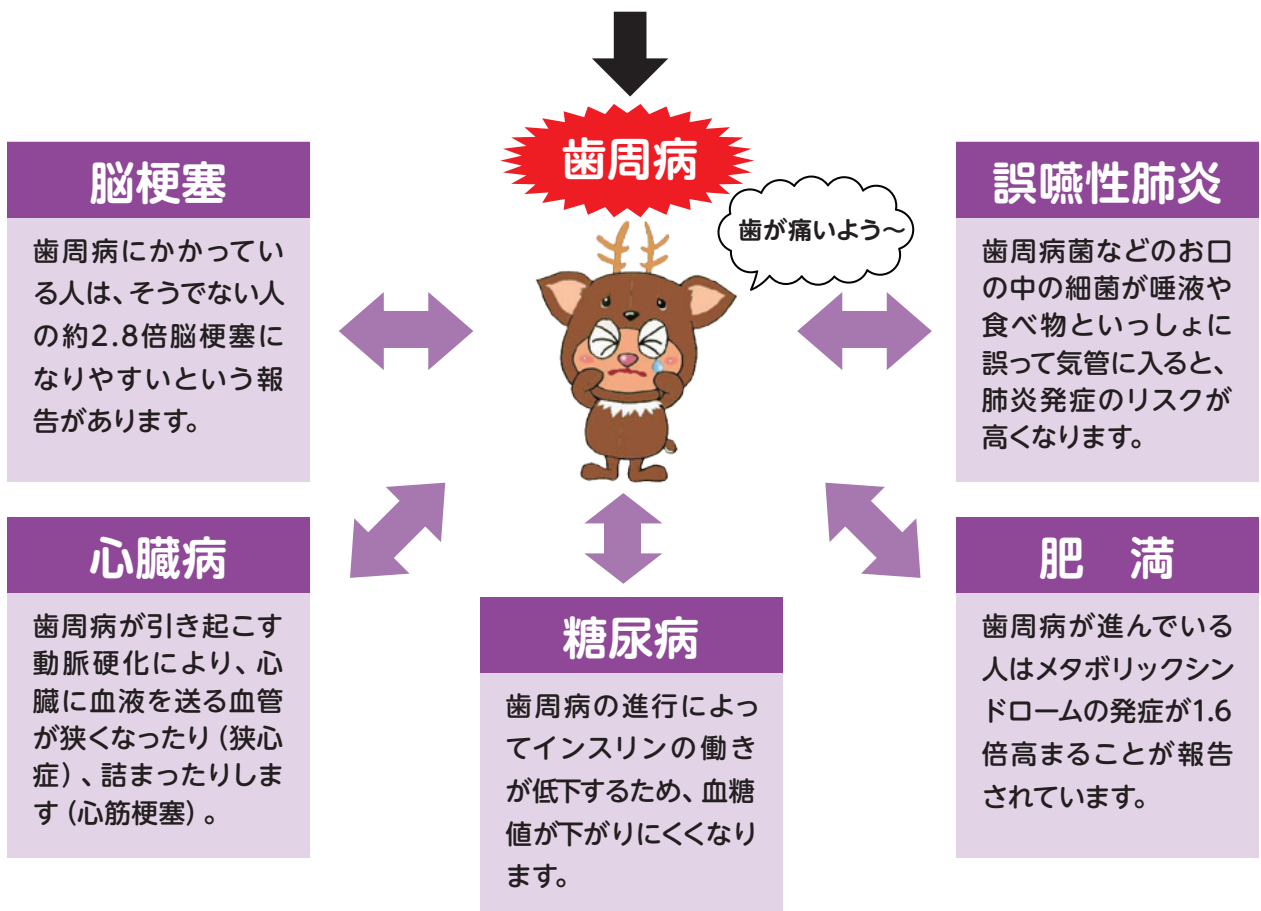 歯周病
歯が痛いよう〜
脳梗塞
歯周病にかかってい
る人は、そうでない人
の約2.8倍脳梗塞に
なりやすいという報
告があります。
誤嚥性肺炎
歯周病菌などのお口
の中の細菌が唾液や
食べ物といっしょに
誤って気管に入ると、
肺炎発症のリスクが
高くなります。
心臓病
歯周病が引き起こす
動脈硬化により、心
臓に血液を送る血管
が狭くなったり（狭心
症）、詰まったりしま
す（心筋梗塞）。
糖尿病
歯周病の進行によっ
てインスリンの働き
が低下するため、血糖
値が下がりにくくなり
ます。
肥　満
歯周病が進んでいる
人はメタボリックシン
ドロームの発症が1.6
倍高まることが報告
されています。